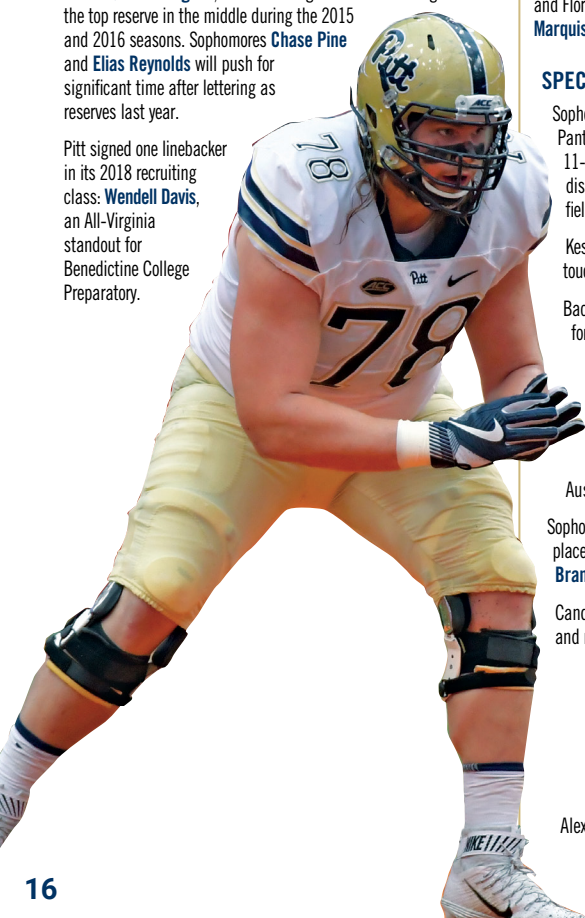 the top reserve in the middle during the 2015
and 2016 seasons. Sophomores Chase Pine
and Elias Reynolds will push for
significant time after lettering as
reserves last year.
Pitt signed one linebacker
in its 2018 recruiting
class: Wendell Davis,
an All-Virginia
standout for
Benedictine College
Preparatory.
Pitt
ACC
78
ACC
Pitt
78
NIKE
16
and Flor
Marquis
SPEC
Sopho
Pant
11-
dis
fiel
Kes
touc
Bac
for
Aus
Sopho
place
Bran
Cand
and
Alex